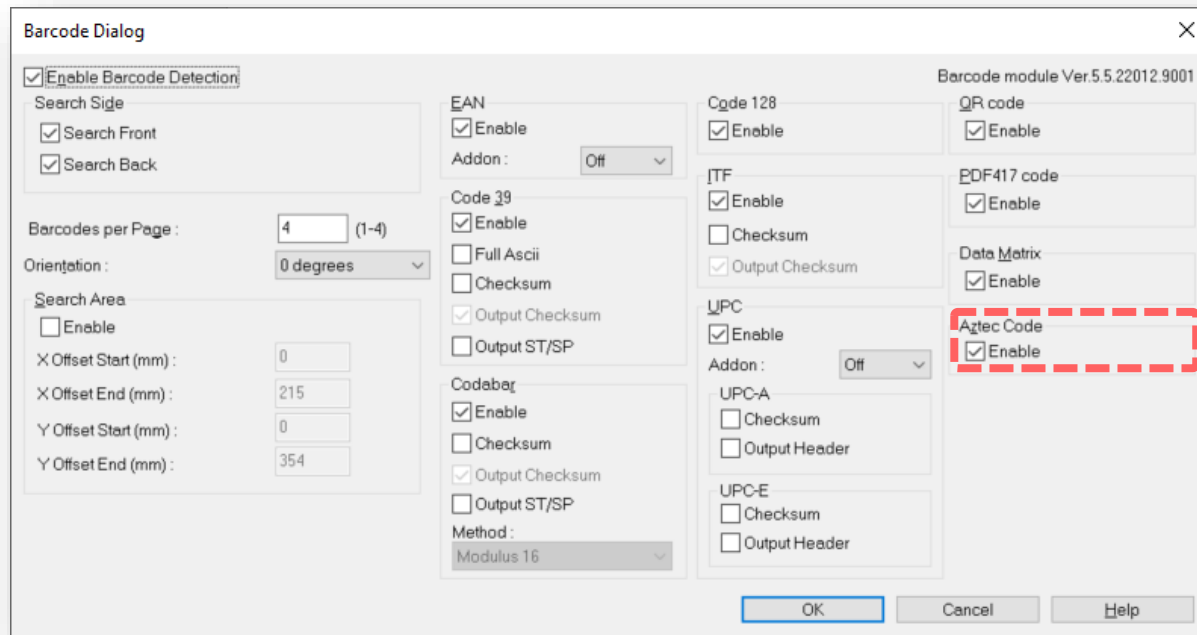 Barcode Dialog
Enable Barcode Detection
Barcode module Ver.5.5.22012.9001
Search Side
Search Front
Search Back
Barcodes per Page :
4
(1-4)
Orientation :
0 degrees
Search Area
Enable
X Offset Start (mm) :
0
X Offset End (mm) :
215
Y Offset Start (mm) :
0
Y Offset End (mm) :
354
EAN
Enable
Addon :
Off
Code 39
Enable
Full Ascii
Checksum
Output Checksum
Output ST/SP
Codabar
Enable
Checksum
Output Checksum
Output ST/SP
Method :
Modulus 16
Code 128
Enable
ITF
Enable
Checksum
Output Checksum
UPC
Enable
Addon :
Off
UPC-A
Checksum
Output Header
UPC-E
Checksum
Output Header
QR code
Enable
PDF417 code
Enable
Data Matrix
Enable
Aztec Code
Enable
OK
Cancel
Help